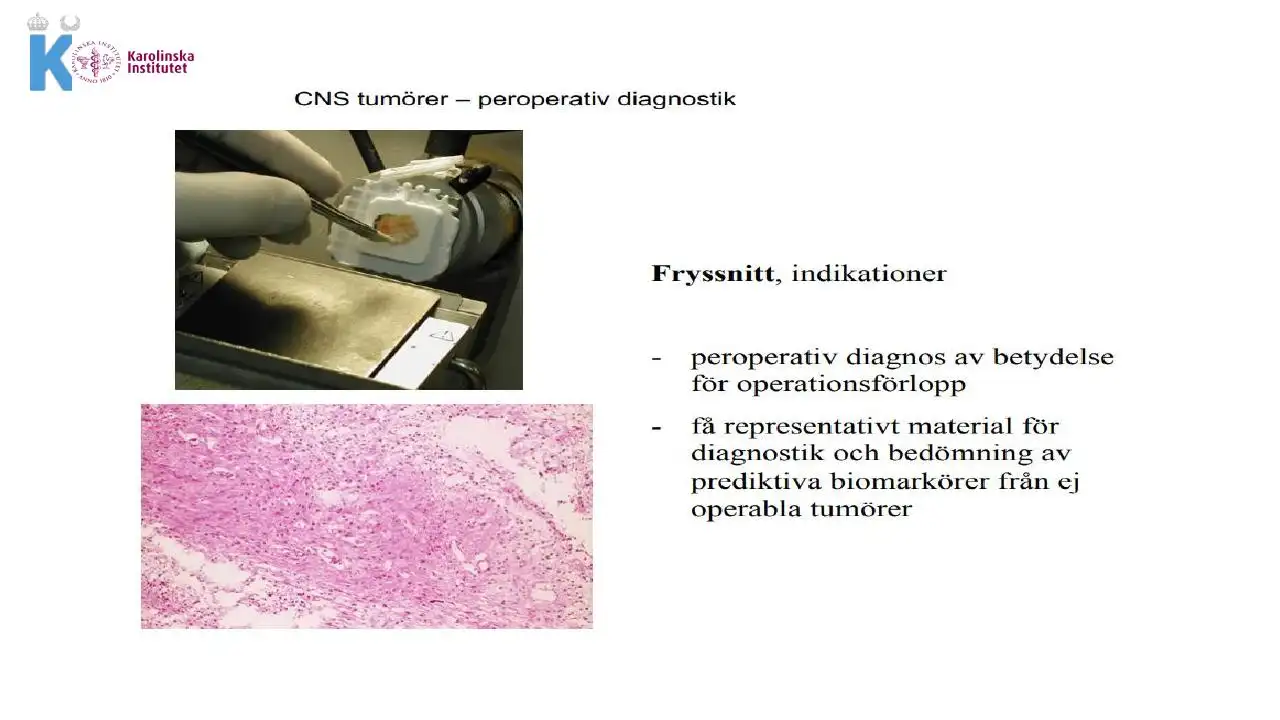 Karolinska
Institutet
CNS tumörer – peroperativ diagnostik
Fryssnitt, indikationer
- peroperativ diagnos av betydelse
för operationsförlopp
- få representativt material för
diagnostik och bedömning av
prediktiva biomarkörer från ej
operabla tumörer